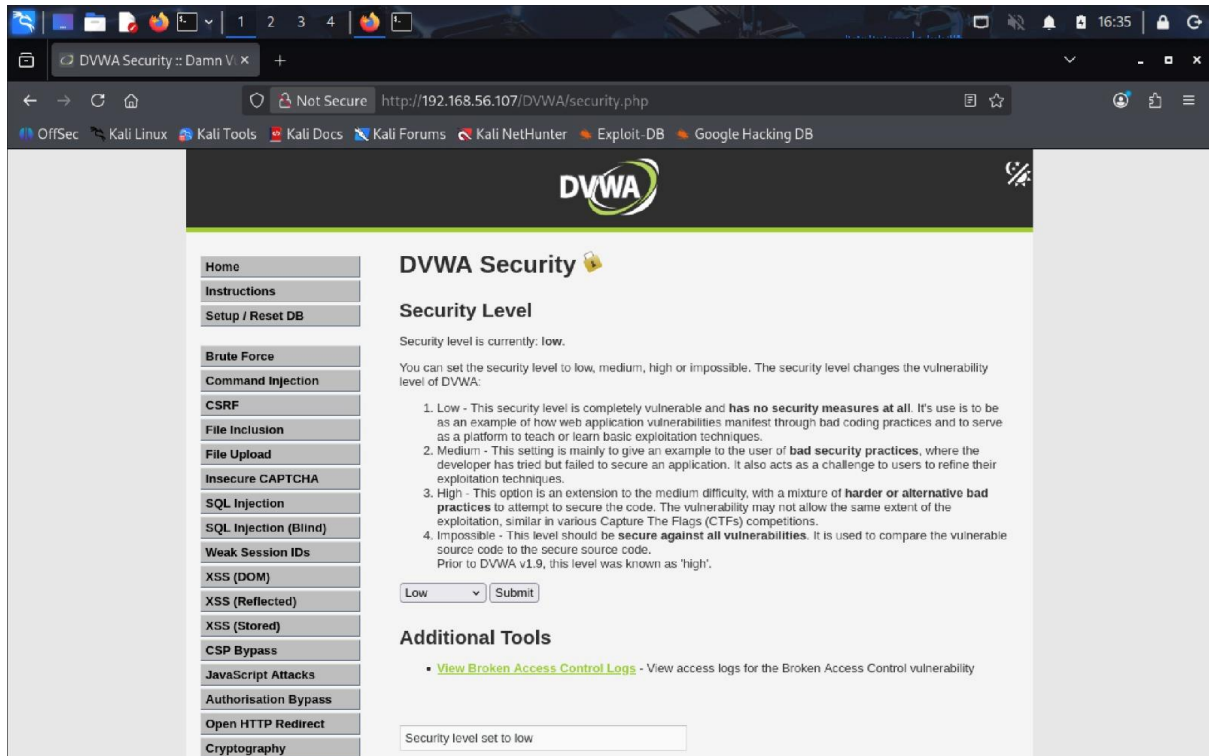 1 2 3 4
16:35
DVWA Security :: Damn Vu
Not Secure http://192.168.56.107/DVWA/security.php
OffSec Kali Linux Kali Tools Kali Docs Kali Forums Kali NetHunter Exploit-DB Google Hacking DB
DVWA
Home
Instructions
Setup / Reset DB
Brute Force
Command Injection
CSRF
File Inclusion
File Upload
Insecure CAPTCHA
SQL Injection
SQL Injection (Blind)
Weak Session IDs
XSS (DOM)
XSS (Reflected)
XSS (Stored)
CSP Bypass
JavaScript Attacks
Authorisation Bypass
Open HTTP Redirect
Cryptography
DVWA Security
Security Level
Security level is currently: low.
You can set the security level to low, medium, high or impossible. The security level changes the vulnerability
level of DVWA:
1. Low - This security level is completely vulnerable and has no security measures at all. It's use is to be
as an example of how web application vulnerabilities manifest through bad coding practices and to serve
as a platform to teach or learn basic exploitation techniques.
2. Medium - This setting is mainly to give an example to the user of bad security practices, where the
developer has tried but failed to secure an application. It also acts as a challenge to users to refine their
exploitation techniques.
3. High - This option is an extension to the medium difficulty, with a mixture of harder or alternative bad
practices to attempt to secure the code. The vulnerability may not allow the same extent of the
exploitation, similar in various Capture The Flags (CTFs) competitions.
4. Impossible - This level should be secure against all vulnerabilities. It is used to compare the vulnerable
source code to the secure source code.
Prior to DVWA v1.9, this level was known as 'high'.
Low Submit
Additional Tools
• View Broken Access Control Logs - View access logs for the Broken Access Control vulnerability
Security level set to low